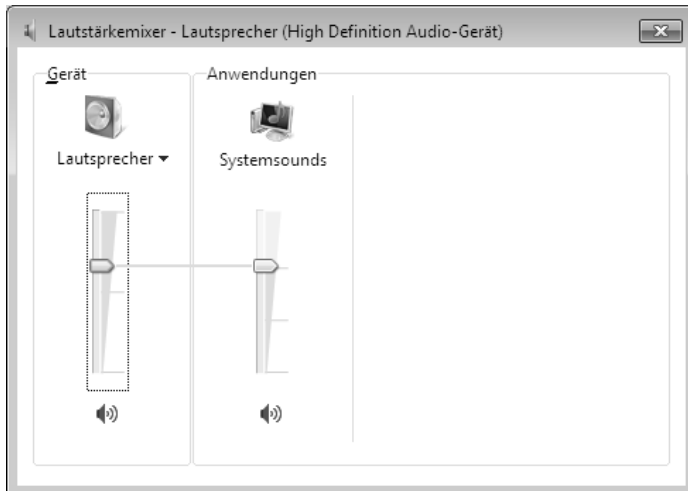 Lautstärkemixer - Lautsprecher (High Definition Audio-Gerät)
Gerät
Anwendungen
Lautsprecher
Systemsounds